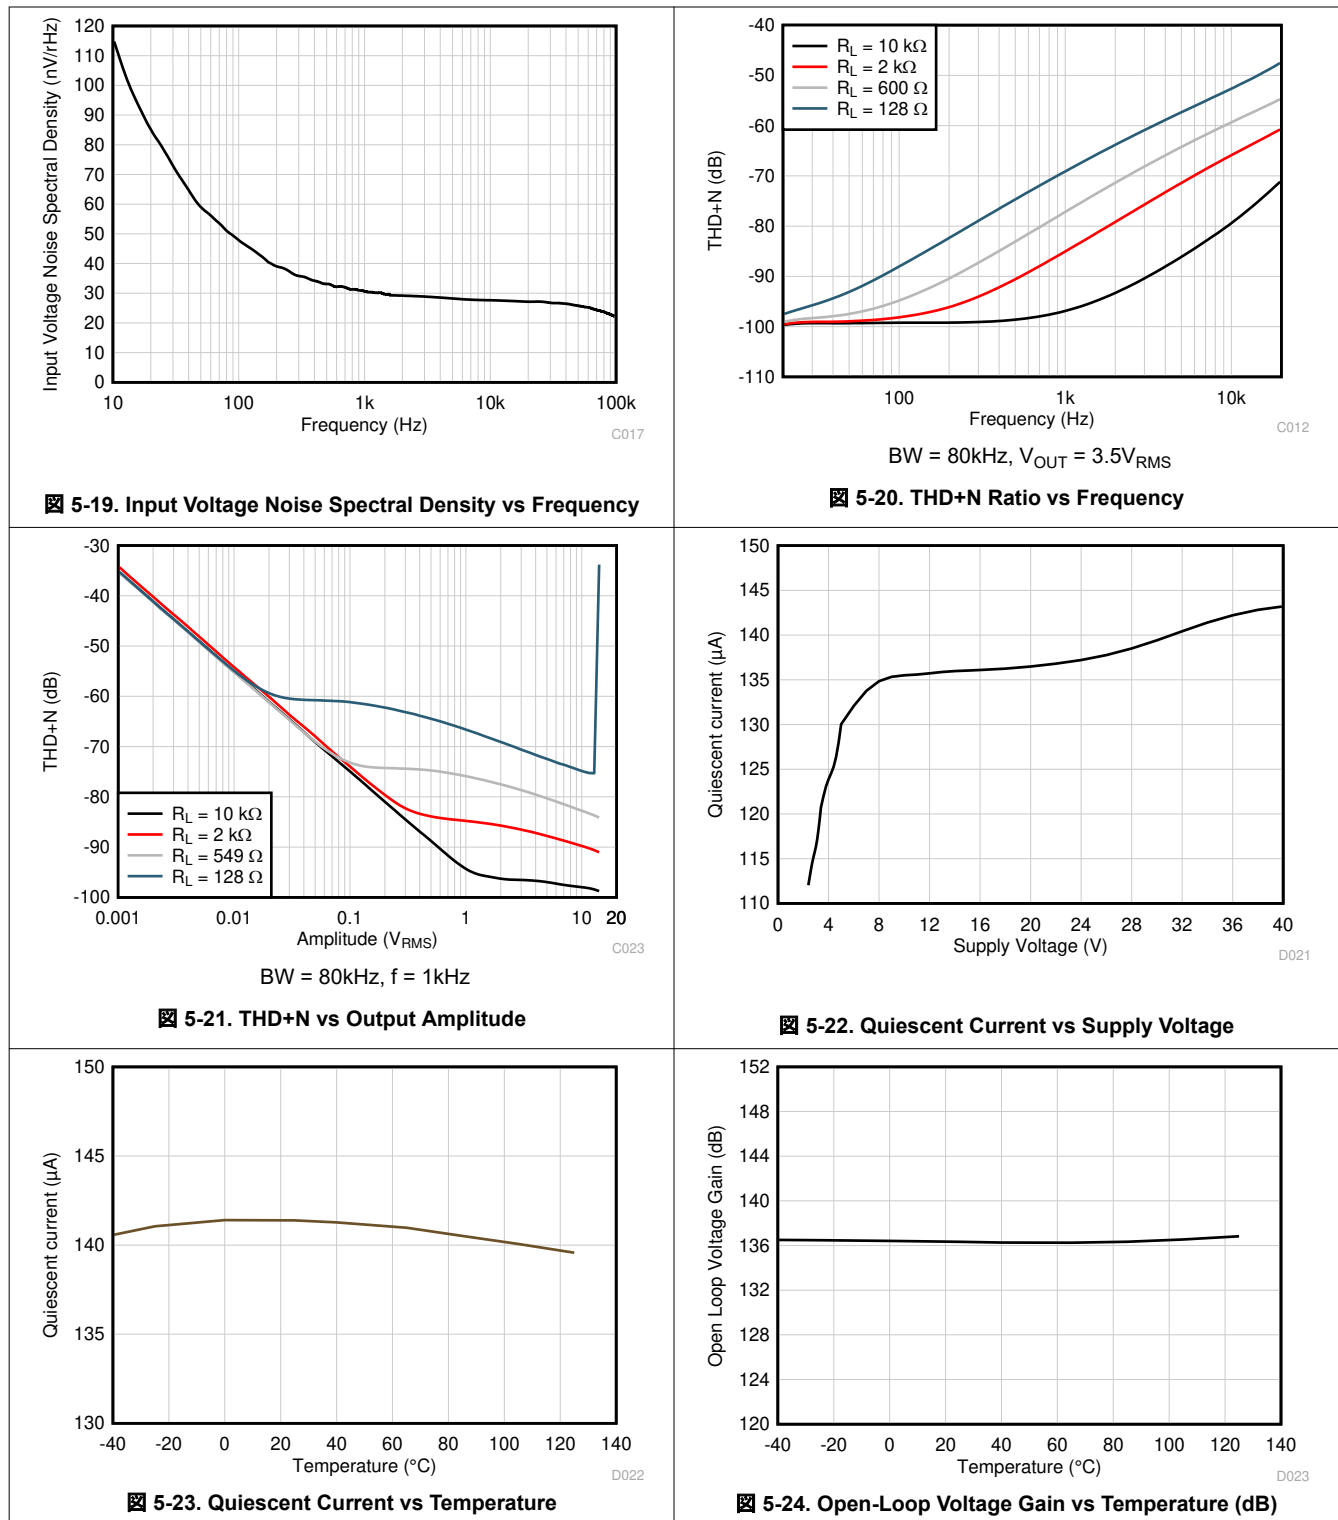 120
110
100
90
80
70
60
50
40
30
20
10
0
Input Voltage Noise Spectral Density (nV/rHz)
10
100
1k
10k
100k
Frequency (Hz)
C017
図 5-19. Input Voltage Noise Spectral Density vs Frequency
-40
-50
-60
-70
-80
-90
-100
-110
THD+N (dB)
RL = 10 kΩ
RL = 2 kΩ
RL = 600 Ω
RL = 128 Ω
100
1k
10k
Frequency (Hz)
C012
BW = 80kHz, VOUT = 3.5VRMS
図 5-20. THD+N Ratio vs Frequency
-30
-40
-50
-60
-70
-80
-90
-100
THD+N (dB)
RL = 10 kΩ
RL = 2 kΩ
RL = 549 Ω
RL = 128 Ω
0.001
0.01
0.1
1
10
20
Amplitude (VRMS)
C023
BW = 80kHz, f = 1kHz
図 5-21. THD+N vs Output Amplitude
150
145
140
135
130
125
120
115
110
Quiescent current (µA)
0
4
8
12
16
20
24
28
32
36
40
Supply Voltage (V)
D021
図 5-22. Quiescent Current vs Supply Voltage
150
145
140
135
130
Quiescent current (µA)
-40
-20
0
20
40
60
80
100
120
140
Temperature (°C)
D022
図 5-23. Quiescent Current vs Temperature
152
148
144
140
136
132
128
124
120
Open Loop Voltage Gain (dB)
-40
-20
0
20
40
60
80
100
120
140
Temperature (°C)
D023
図 5-24. Open-Loop Voltage Gain vs Temperature (dB)